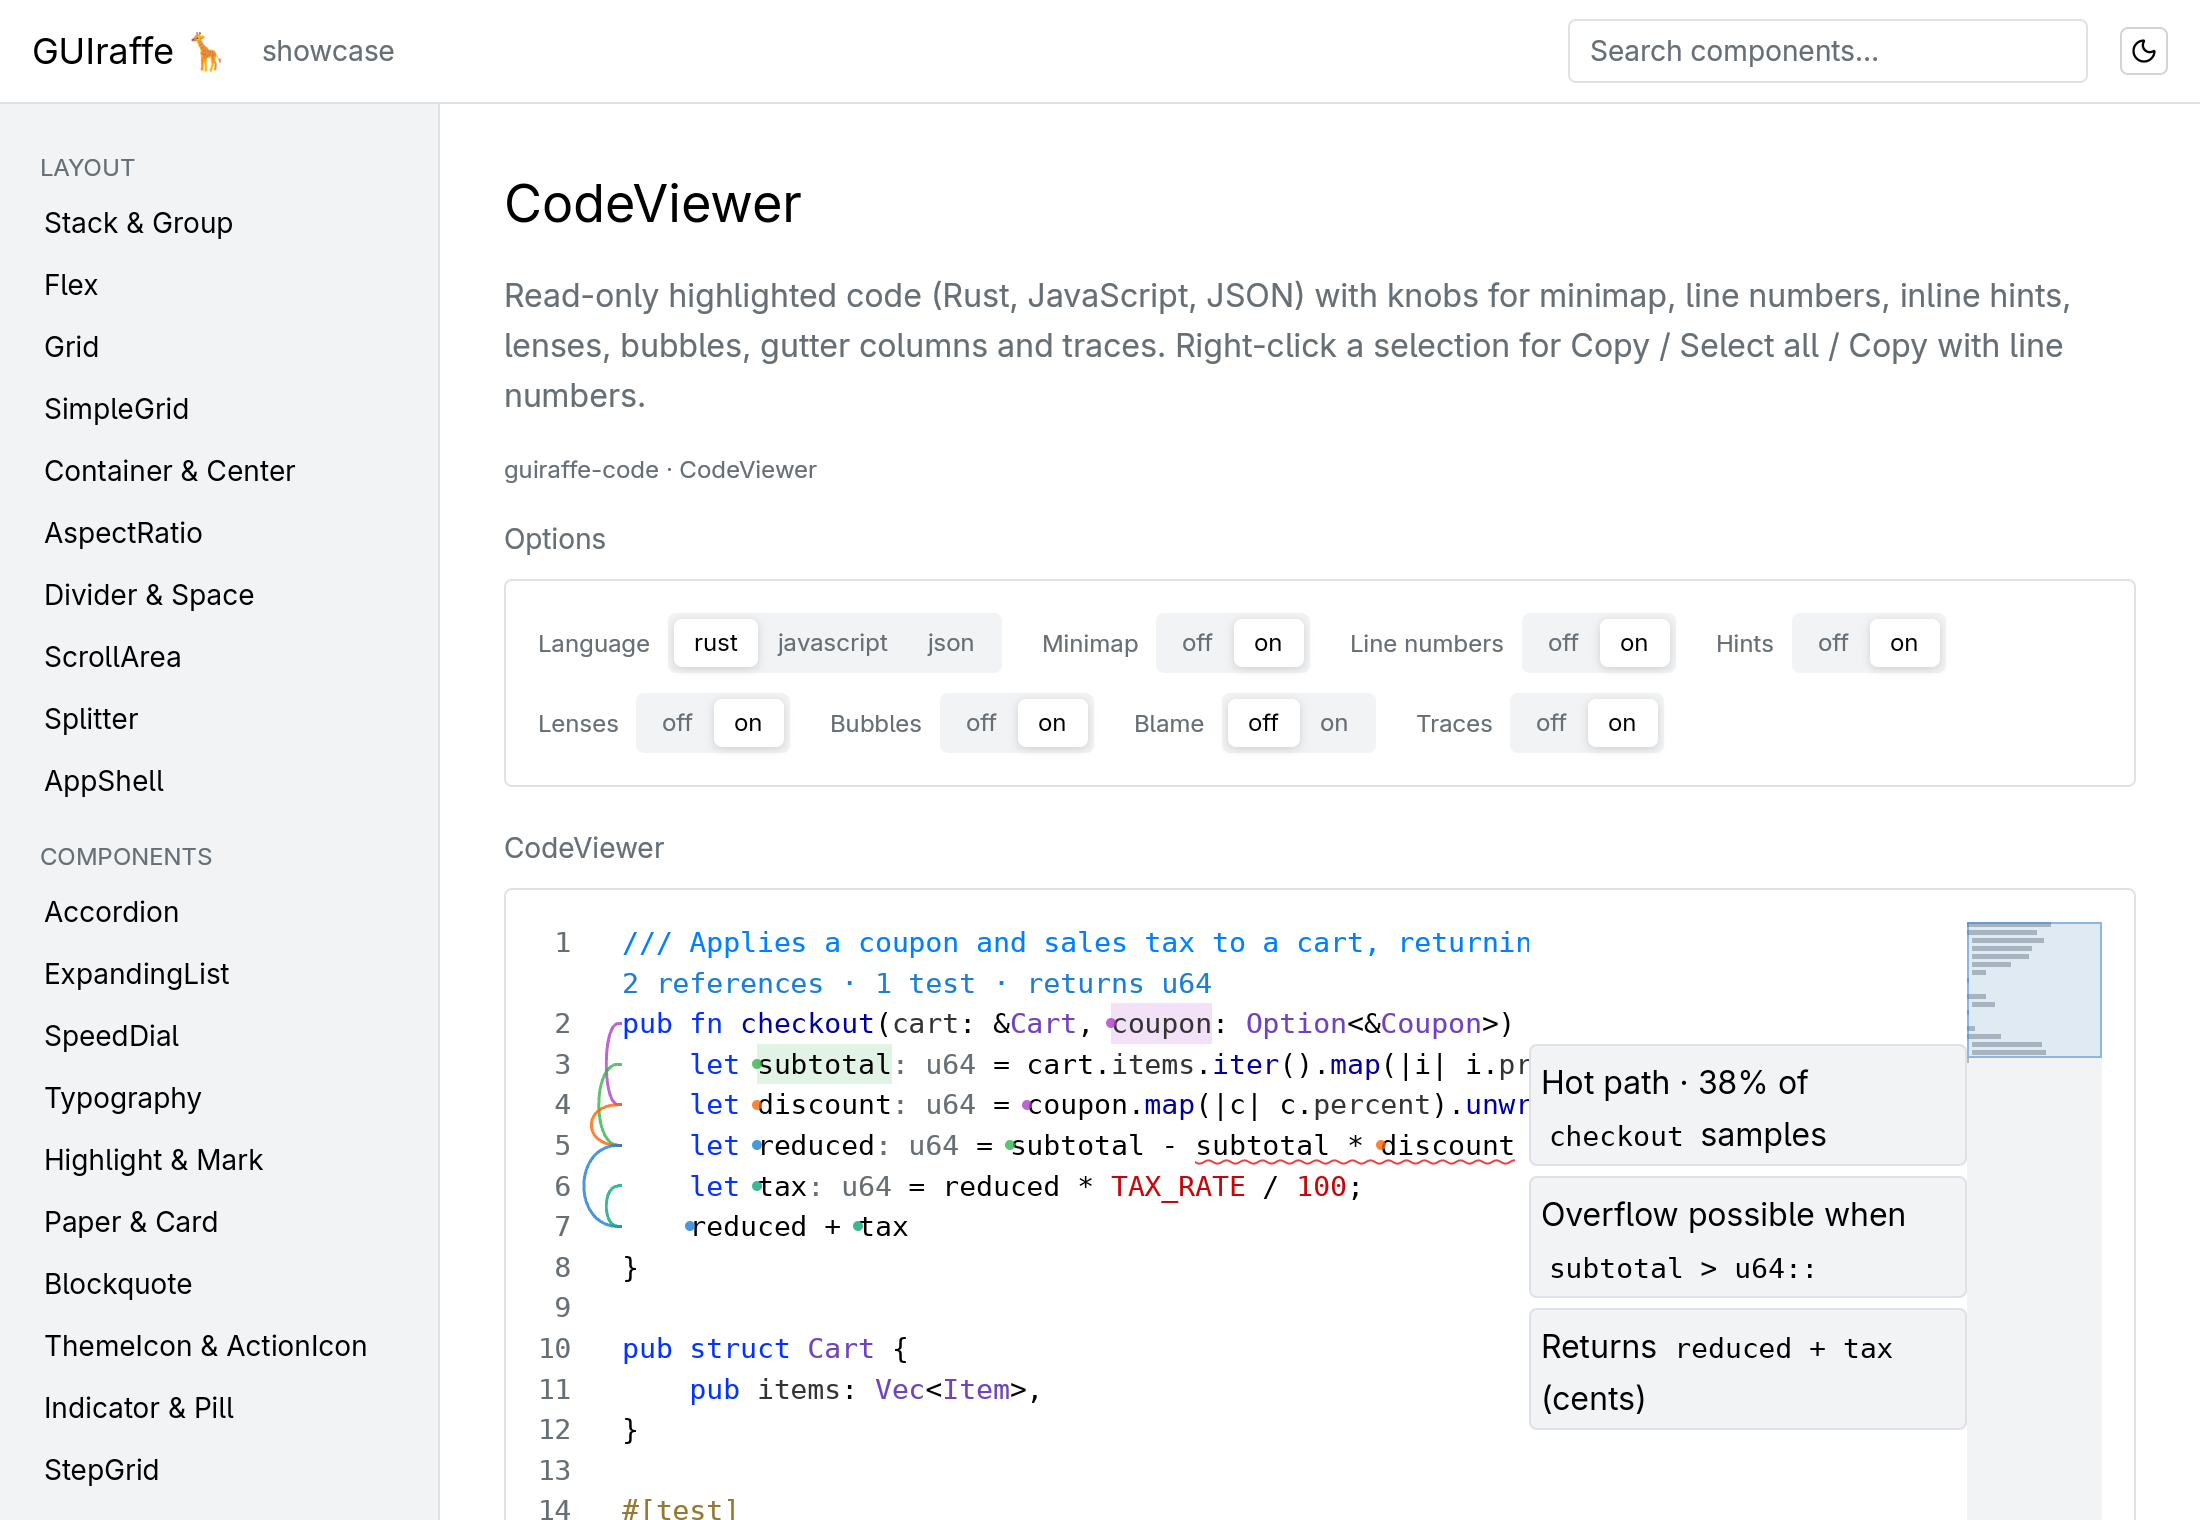 GUIraffe 🦒 showcase
Search components...
LAYOUT
Stack & Group
Flex
Grid
SimpleGrid
Container & Center
AspectRatio
Divider & Space
ScrollArea
Splitter
AppShell
COMPONENTS
Accordion
ExpandingList
SpeedDial
Typography
Highlight & Mark
Paper & Card
Blockquote
ThemeIcon & ActionIcon
Indicator & Pill
StepGrid
CodeViewer
Read-only highlighted code (Rust, JavaScript, JSON) with knobs for minimap, line numbers, inline hints,
lenses, bubbles, gutter columns and traces. Right-click a selection for Copy / Select all / Copy with line
numbers.
guiraffe-code · CodeViewer
Options
Language rust javascript json Minimap off on Line numbers off on Hints off on
Lenses off on Bubbles off on Blame off on Traces off on
CodeViewer
1 /// Applies a coupon and sales tax to a cart, returnin
2 references · 1 test · returns u64
2 pub fn checkout(cart: &Cart, coupon: Option<&Coupon>)
3 let subtotal: u64 = cart.items.iter().map(|i| i.pr
4 let discount: u64 = coupon.map(|c| c.percent).unwr
5 let reduced: u64 = subtotal - subtotal * discount
6 let tax: u64 = reduced * TAX_RATE / 100;
7 reduced + tax
8 }
9
10 pub struct Cart {
11 pub items: Vec<Item>,
12 }
13
14 #[test]
Hot path · 38% of
checkout samples
Overflow possible when
subtotal > u64::
Returns reduced + tax
(cents)